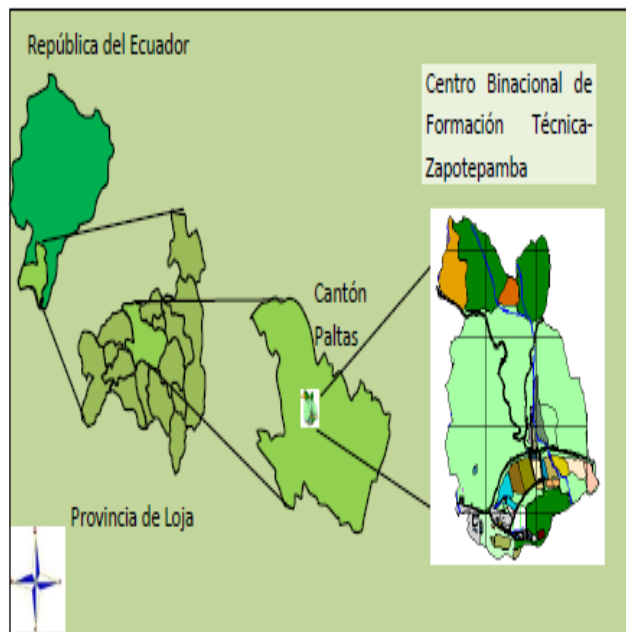 República del Ecuador
Centro Binacional de
Formación Técnica-
Zapotepamba
Cantón
Paltas
Provincia de Loja